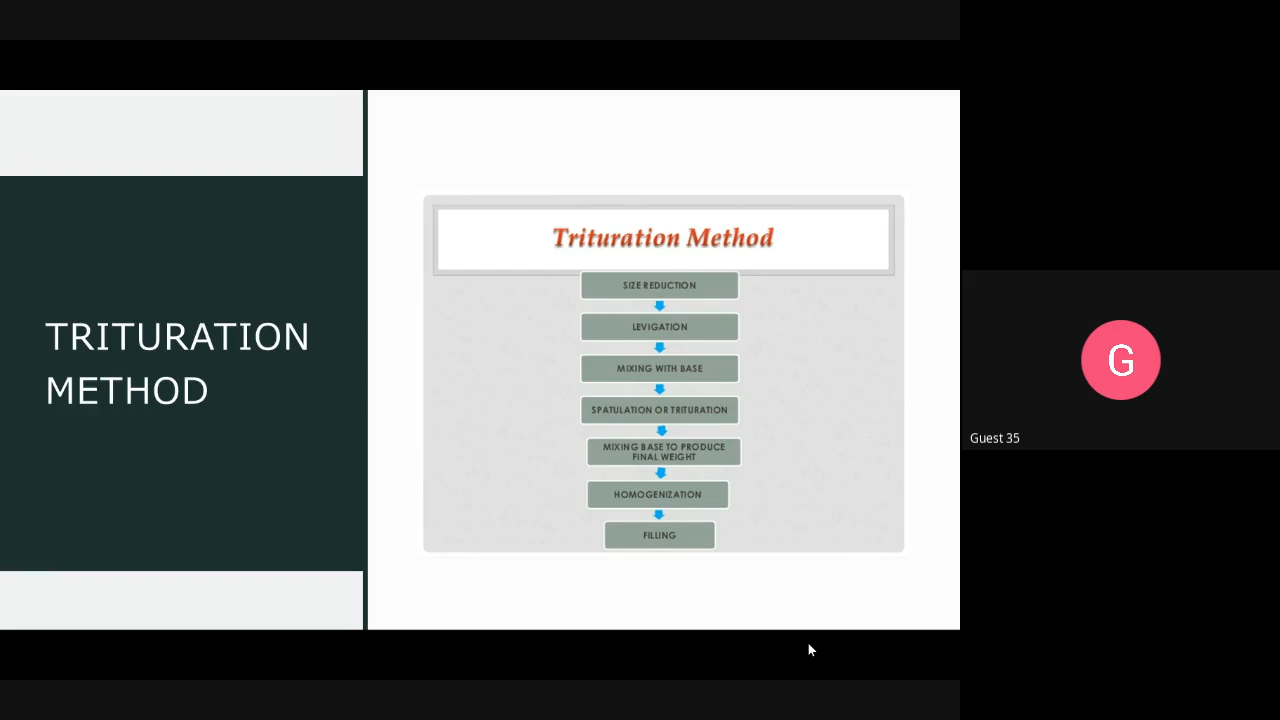 TRITURATION
METHOD
Trituration Method
SIZE REDUCTION
LEVIGATION
MIXING WITH BASE
SPATULATION OR TRITURATION
MIXING BASE TO PRODUCE
FINAL WEIGHT
HOMOGENIZATION
FILLING
G
Guest 35